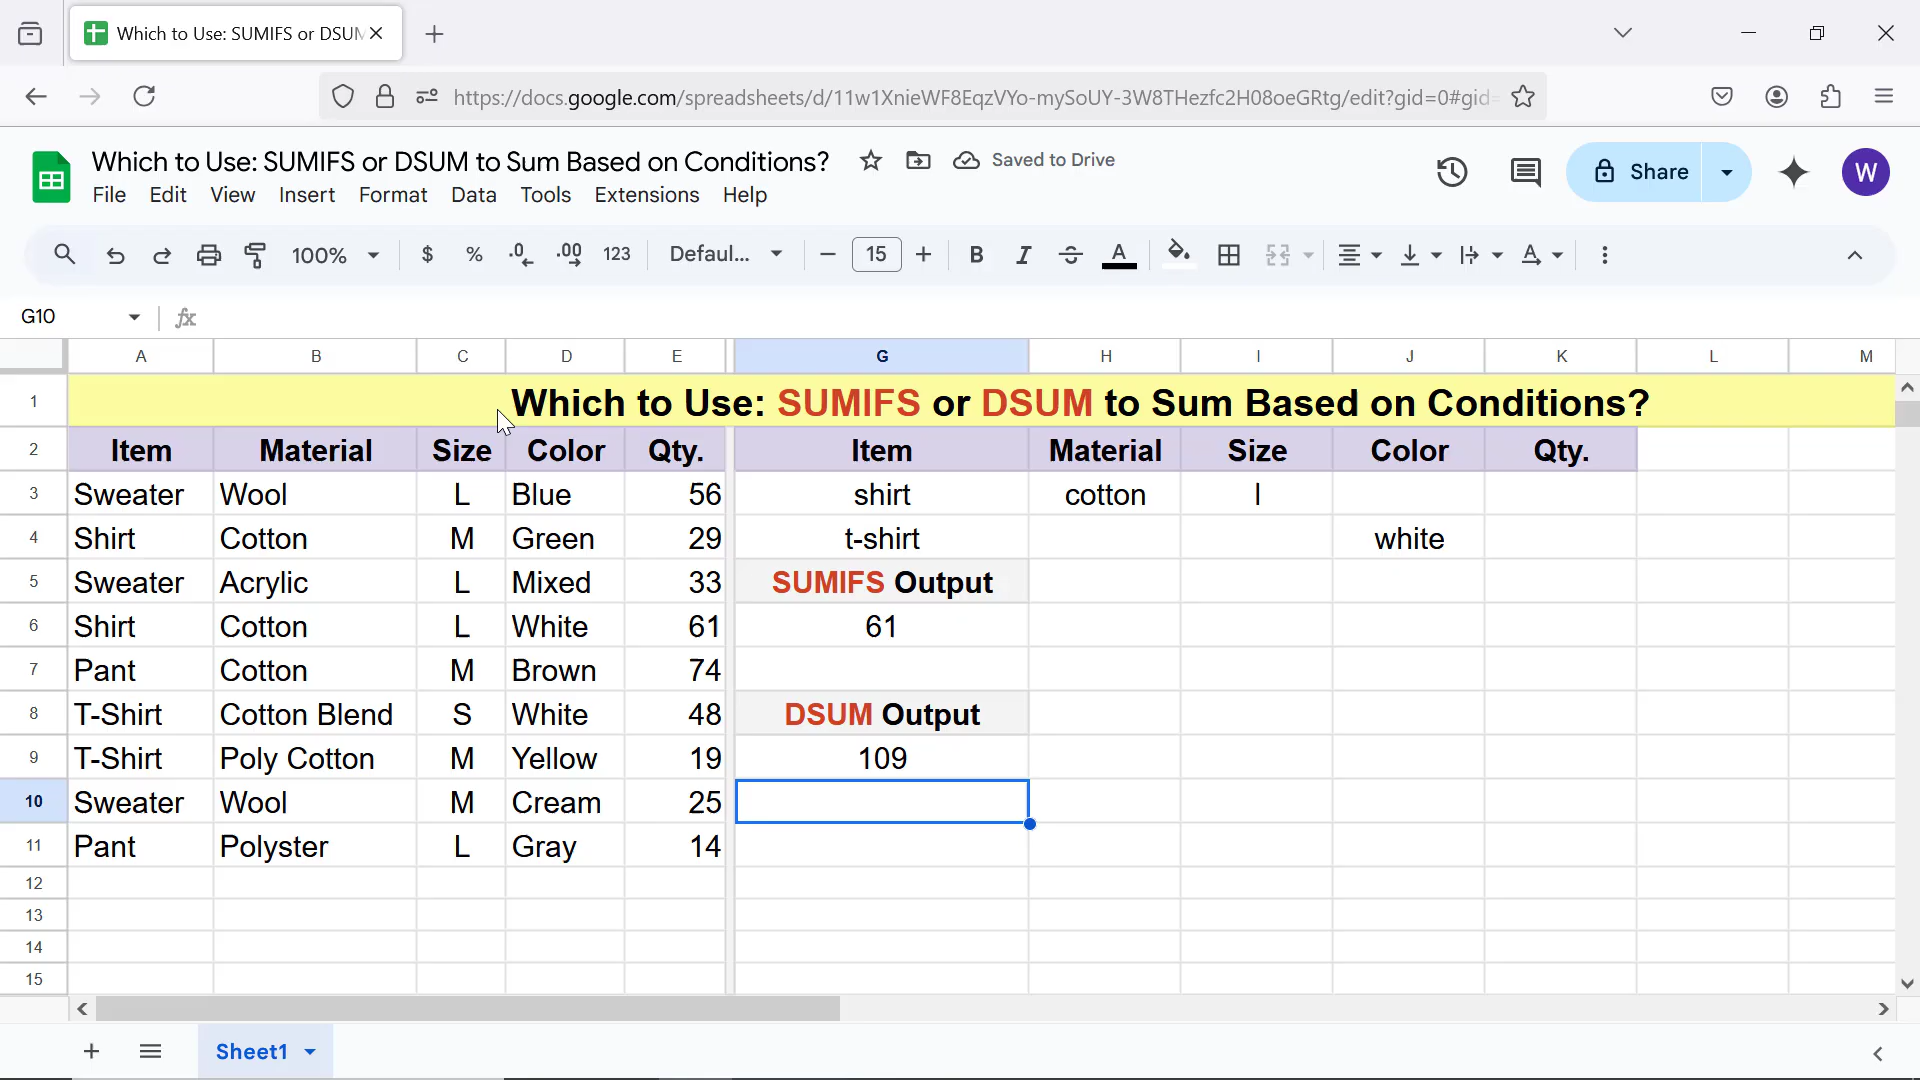 Which to Use: SUMIFS or DSUM
https://docs.google.com/spreadsheets/d/11w1XnieWF8EqzVYo-mySoUY-3W8THezfc2H08oeGRtg/edit?gid=0#gid=
Which to Use: SUMIFS or DSUM to Sum Based on Conditions?
Saved to Drive
Share
W
File Edit View Insert Format Data Tools Extensions Help
100% $ % .0 .00 123 Defaul... 15 B I S A A
G10 fx
A B C D E G H I J K L M
1 Which to Use: SUMIFS or DSUM to Sum Based on Conditions?
2 Item Material Size Color Qty. Item Material Size Color Qty.
3 Sweater Wool L Blue 56 shirt cotton l
4 Shirt Cotton M Green 29 t-shirt white
5 Sweater Acrylic L Mixed 33 SUMIFS Output
6 Shirt Cotton L White 61 61
7 Pant Cotton M Brown 74
8 T-Shirt Cotton Blend S White 48 DSUM Output
9 T-Shirt Poly Cotton M Yellow 19 109
10 Sweater Wool M Cream 25
11 Pant Polyster L Gray 14
12
13
14
15
Sheet1